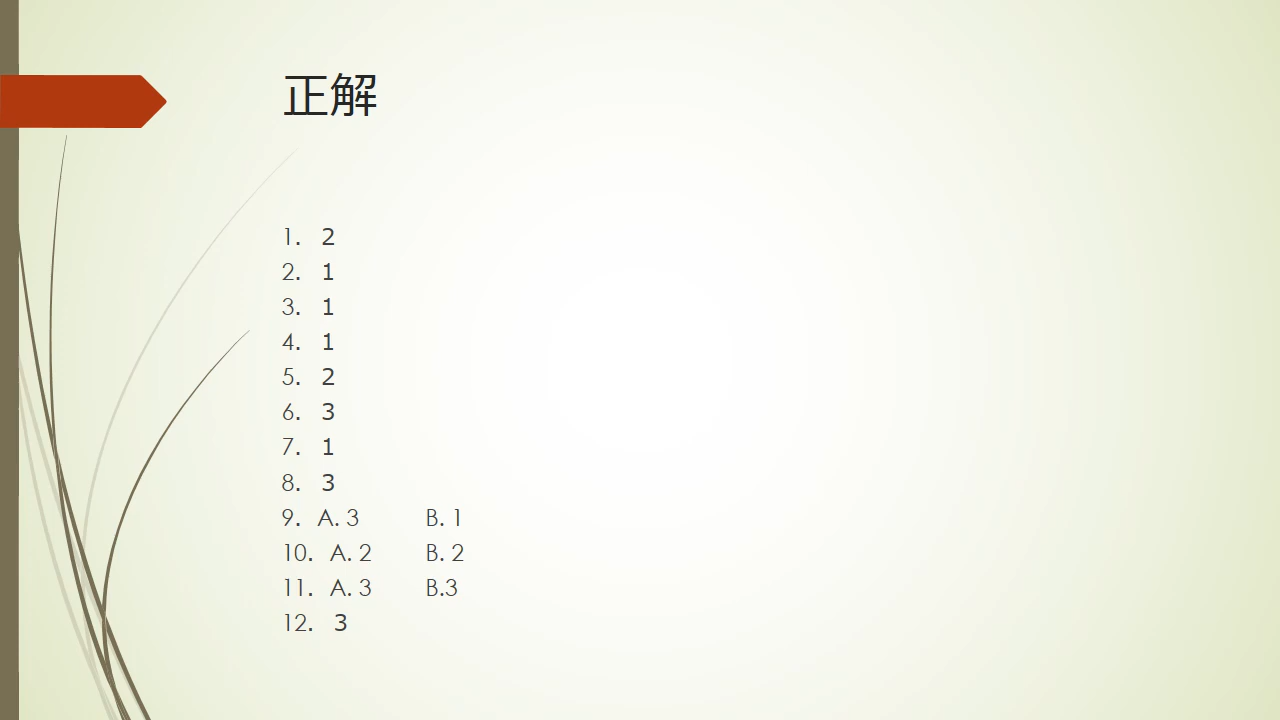 正解
1. 2
2. 1
3. 1
4. 1
5. 2
6. 3
7. 1
8. 3
9. A. 3 B. 1
10. A. 2 B. 2
11. A. 3 B.3
12. 3